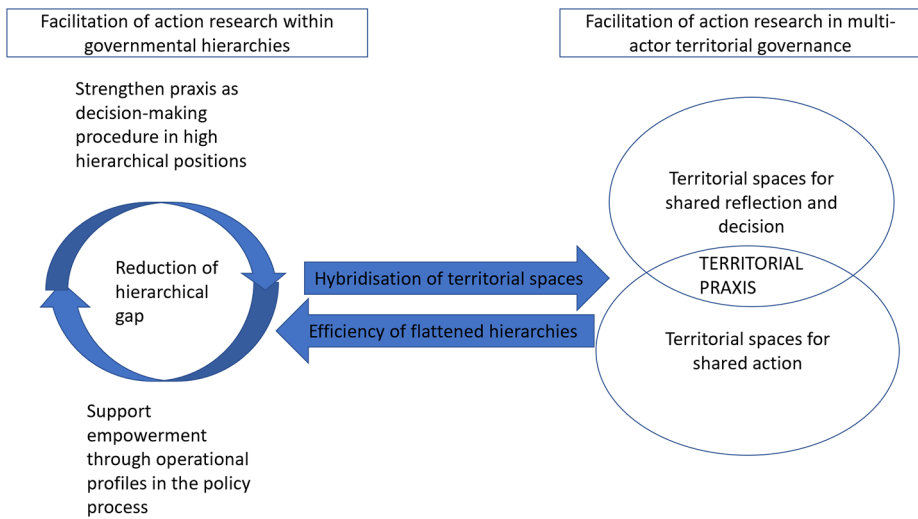 Facilitation of action research within
governmental hierarchies
Facilitation of action research in multi-
actor territorial governance
Strengthen praxis as
decision-making
procedure in high
hierarchical positions
Reduction of
hierarchical
gap
Support
empowerment
through operational
profiles in the policy
process
Hybridisation of territorial spaces
Efficiency of flattened hierarchies
Territorial spaces for
shared reflection and
decision
TERRITORIAL
PRAXIS
Territorial spaces for
shared action